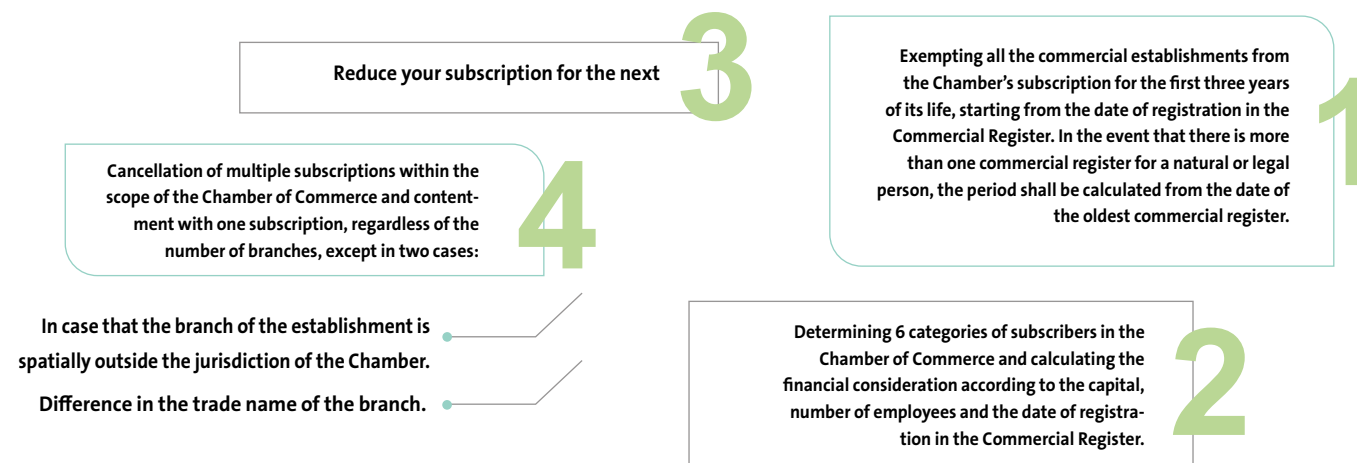 1
Exempting all the commercial establishments from
the Chamber's subscription for the first three years
of its life, starting from the date of registration in the
Commercial Register. In the event that there is more
than one commercial register for a natural or legal
person, the period shall be calculated from the date of
the oldest commercial register.
2
Determining 6 categories of subscribers in the
Chamber of Commerce and calculating the
financial consideration according to the capital,
number of employees and the date of registra-
tion in the Commercial Register.
3
Reduce your subscription for the next
4
Cancellation of multiple subscriptions within the
scope of the Chamber of Commerce and content-
ment with one subscription, regardless of the
number of branches, except in two cases:
In case that the branch of the establishment is
spatially outside the jurisdiction of the Chamber.
Difference in the trade name of the branch.